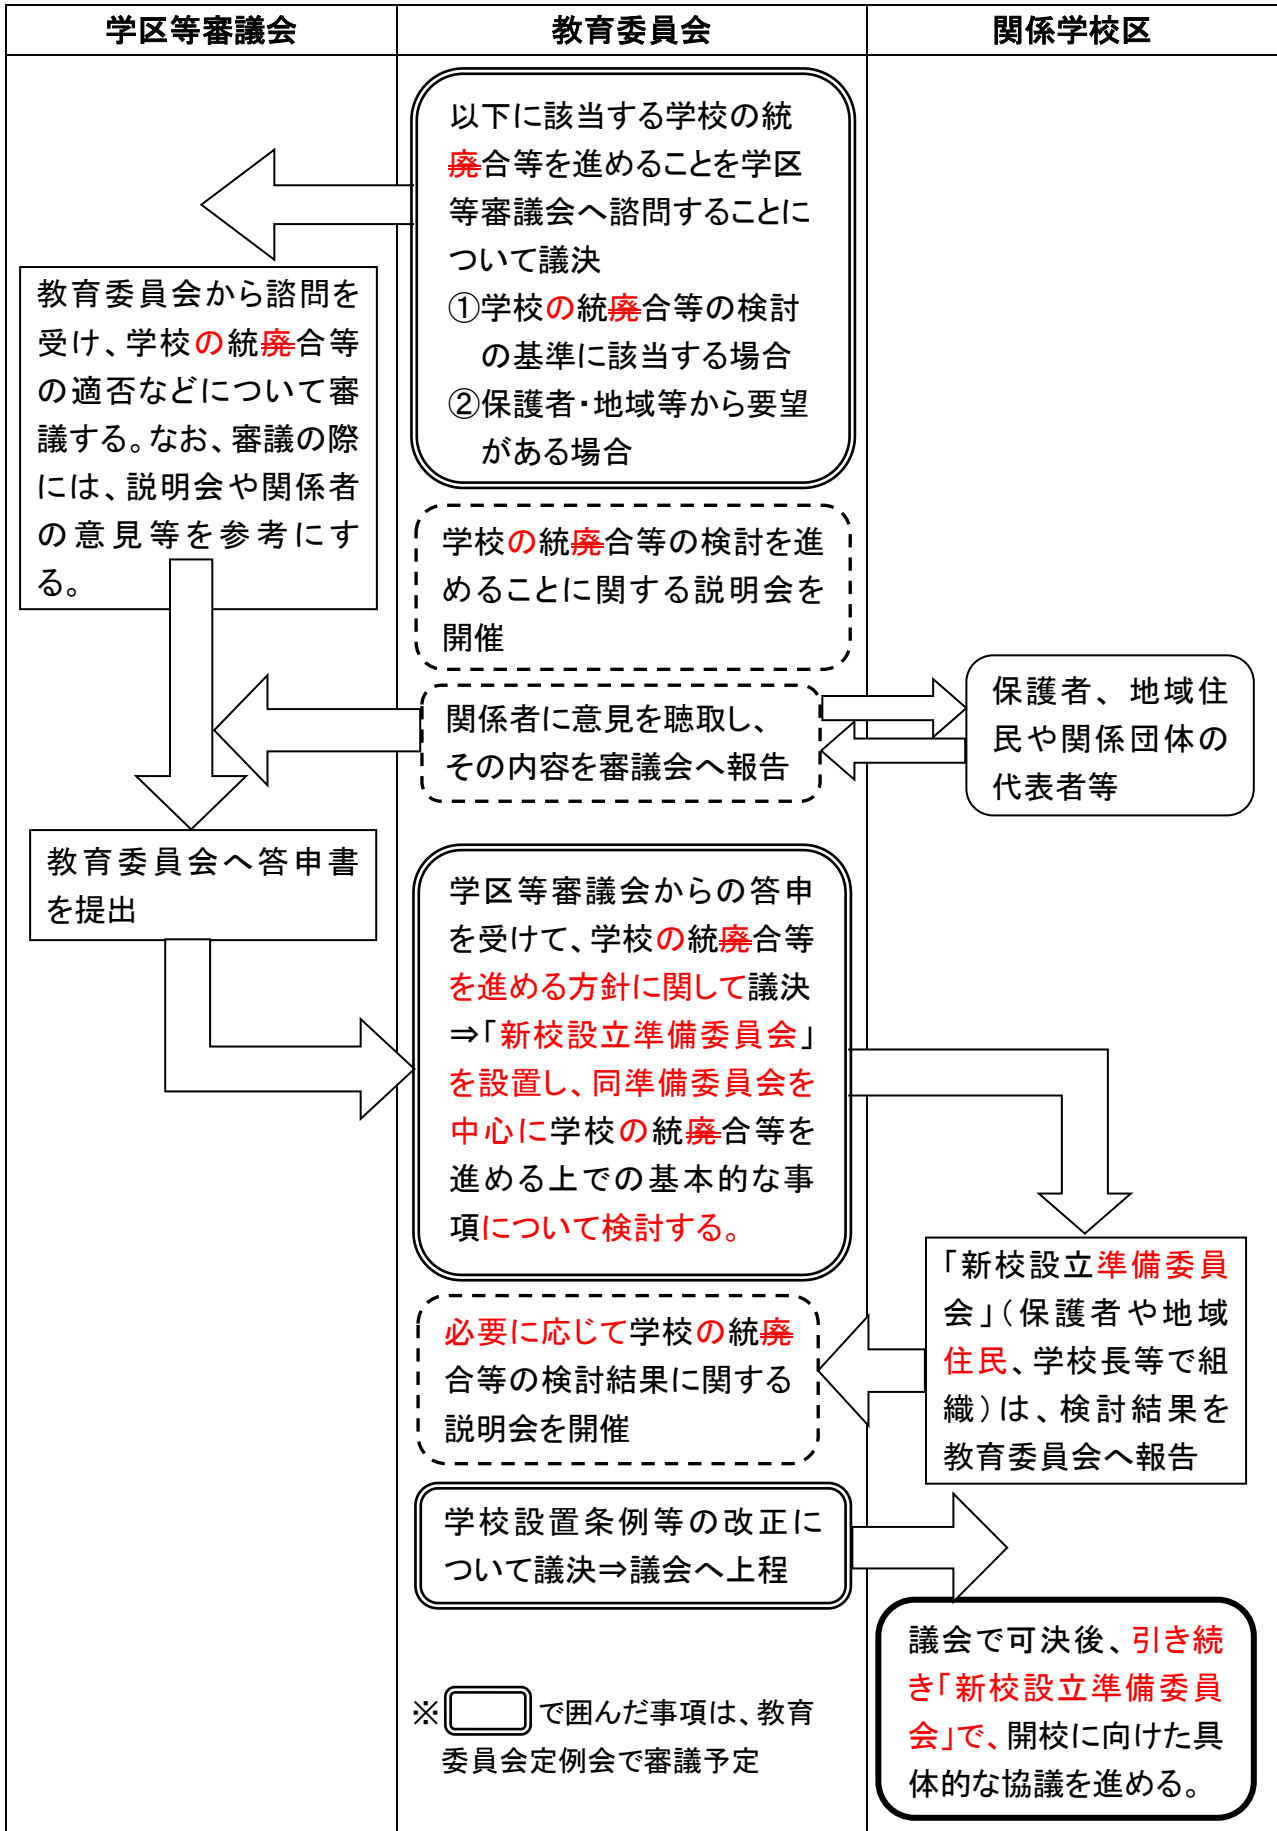 学区等審議会
教育委員会
関係学校区
以下に該当する学校の統
廃合等を進めることを学区
等審議会へ諮問することに
ついて議決
①学校の統廃合等の検討
の基準に該当する場合
②保護者・地域等から要望
がある場合
教育委員会から諮問を
受け、学校の統廃合等
の適否などについて審
議する。なお、審議の際
には、説明会や関係者
の意見等を参考にす
る。
学校の統廃合等の検討を進
めることに関する説明会を
開催
関係者に意見を聴取し、
その内容を審議会へ報告
保護者、地域住
民や関係団体の
代表者等
教育委員会へ答申書
を提出
学区等審議会からの答申
を受けて、学校の統廃合等
を進める方針に関して議決
⇒「新校設立準備委員会」
を設置し、同準備委員会を
中心に学校の統廃合等を
進める上での基本的な事
項について検討する。
「新校設立準備委員
会」（保護者や地域
住民、学校長等で組
織）は、検討結果を
教育委員会へ報告
必要に応じて学校の統廃
合等の検討結果に関する
説明会を開催
学校設置条例等の改正に
ついて議決⇒議会へ上程
議会で可決後、引き続
き「新校設立準備委員
会」で、開校に向けた具
体的な協議を進める。
※で囲んだ事項は、教育
委員会定例会で審議予定